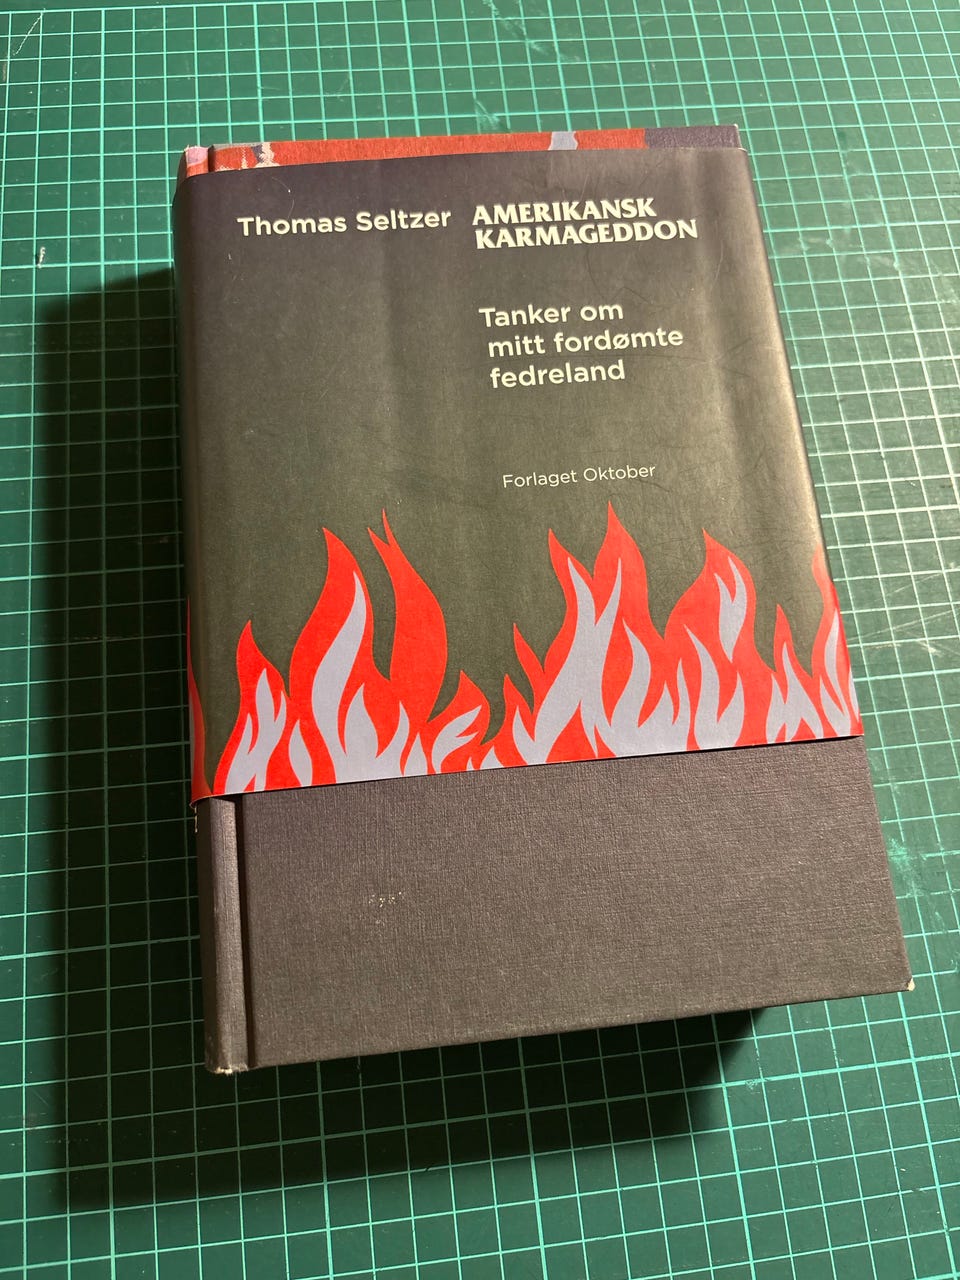 Thomas Seltzer
AMERIKANSK
KARMAGEDDON
Tanker om
mitt fordømte
fedreland
Forlaget Oktober